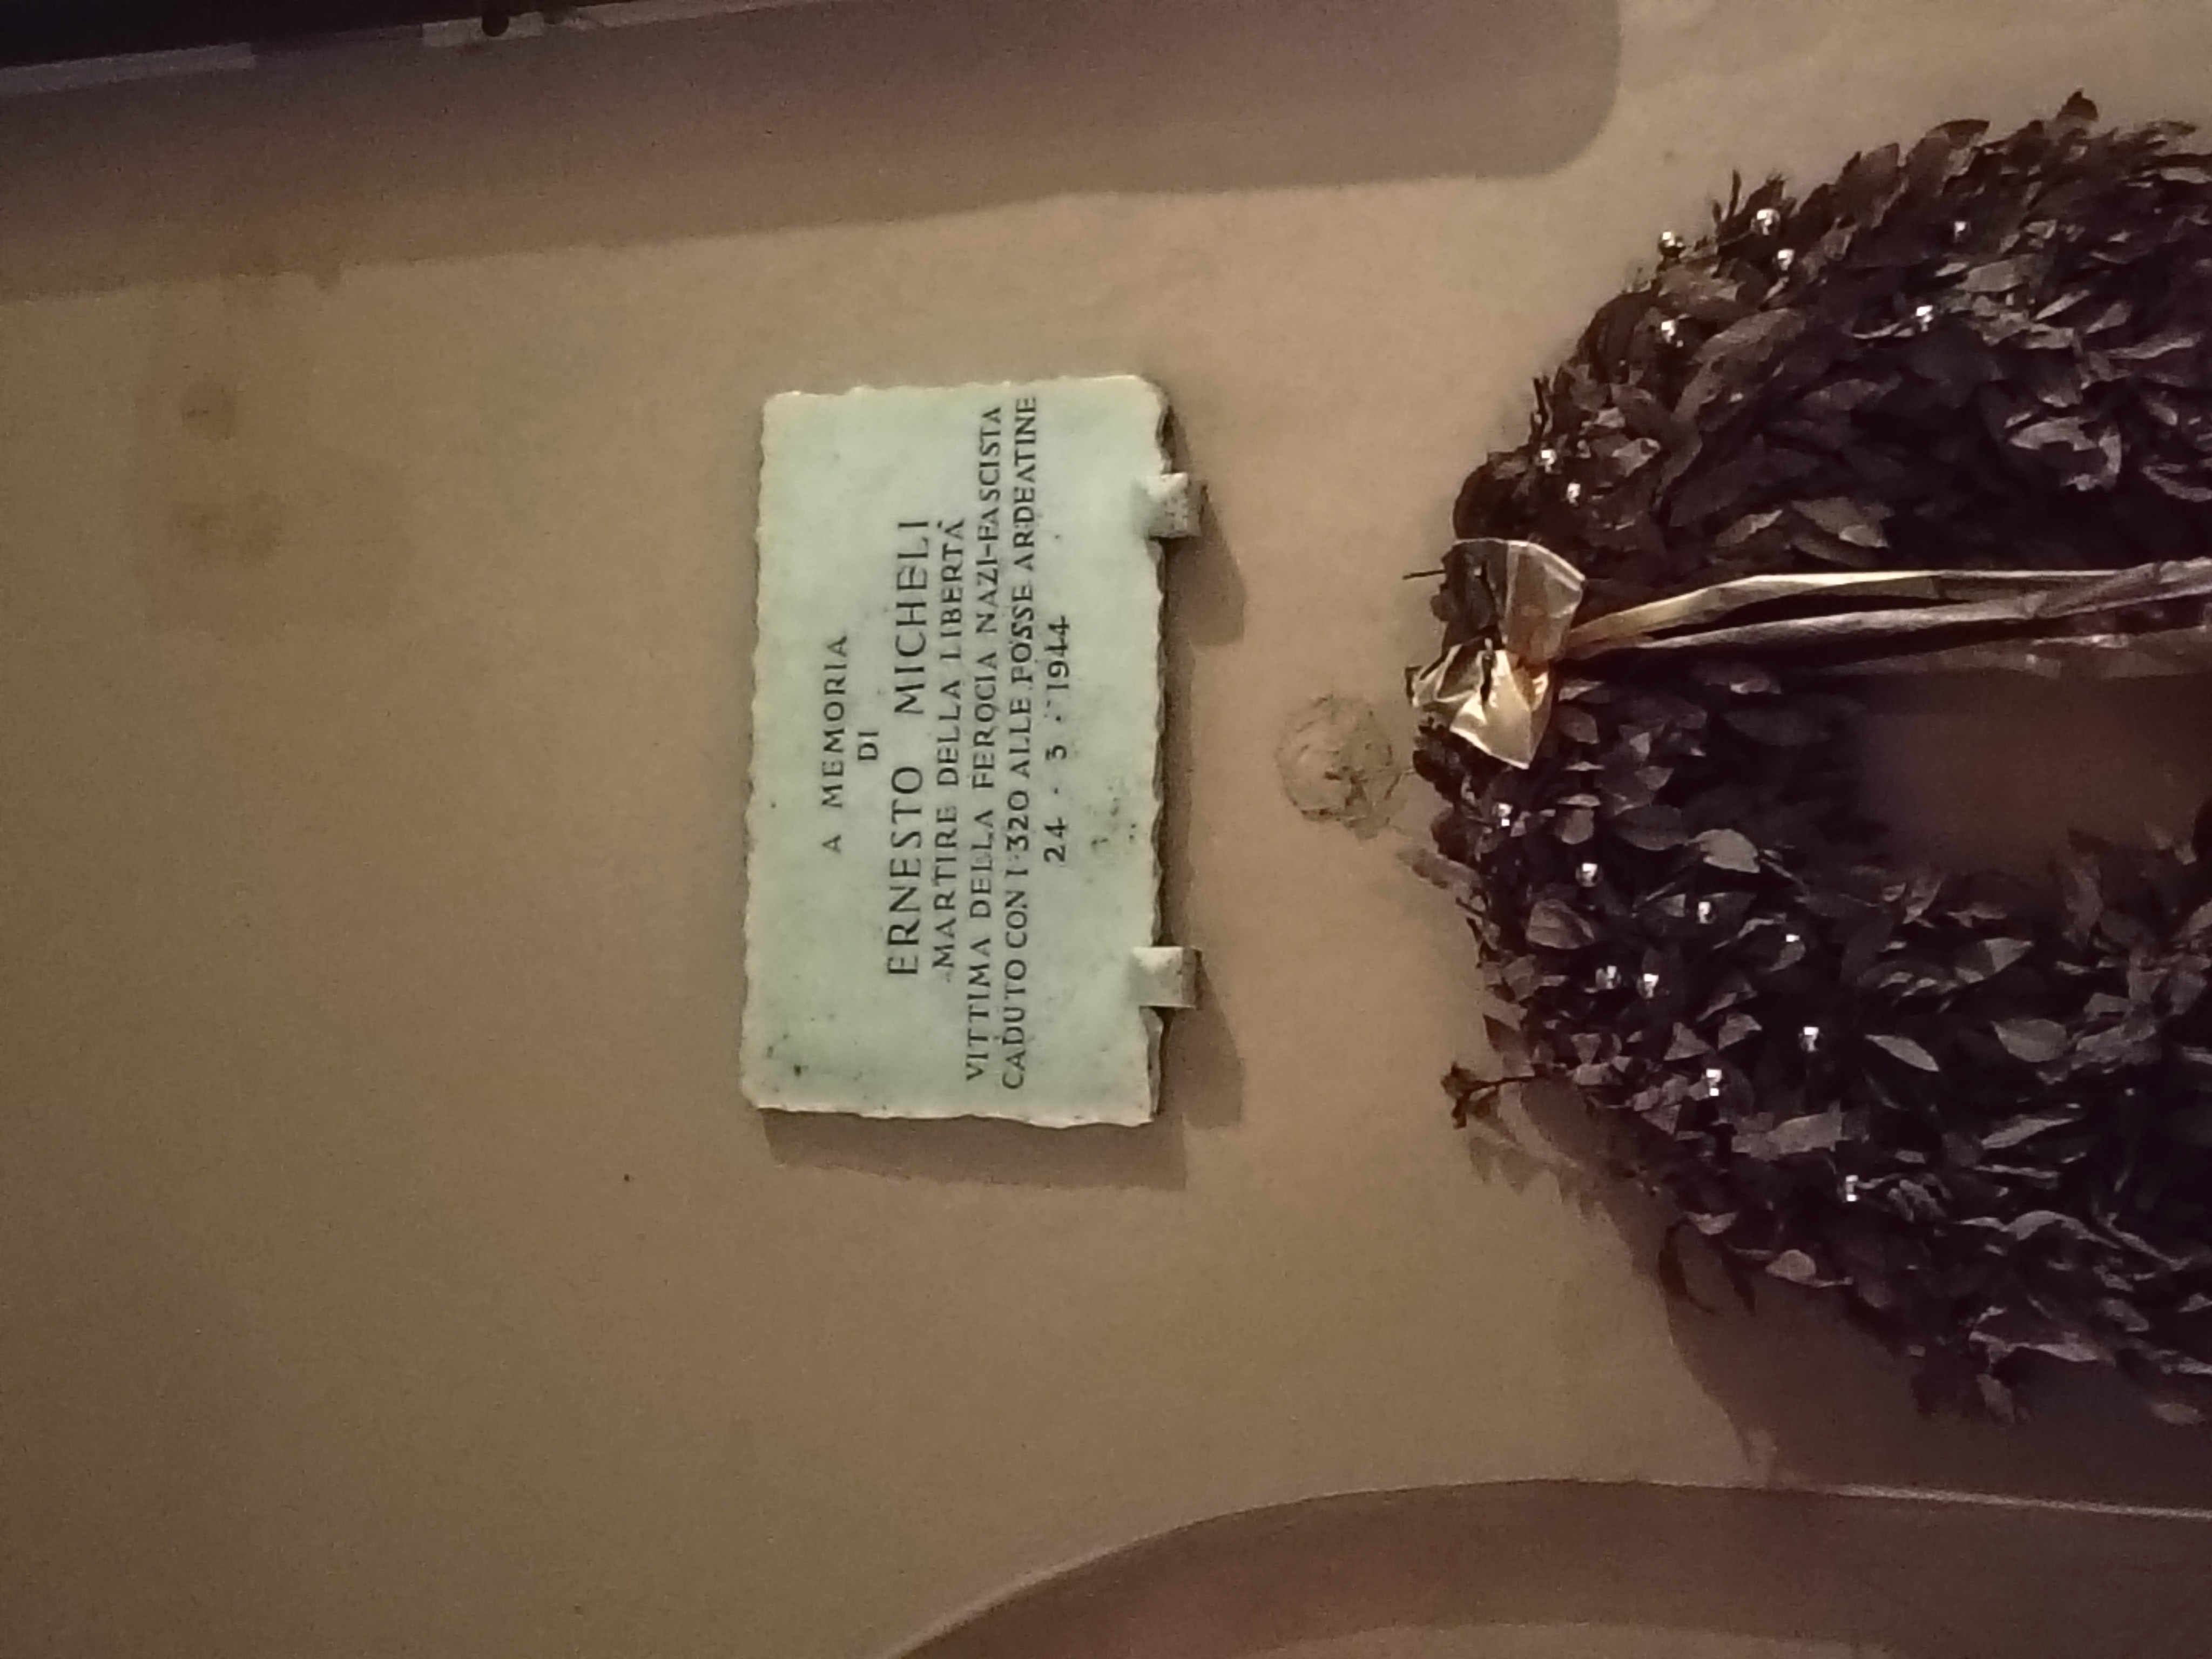 A MEMORIA
DI
ERNESTO MICHELI
MARTIRE DELLA LIBERTÀ
VITTIMA DELLA FEROCIA NAZI-FASCISTA
CADUTO CON I 320 ALLE FOSSE ARDEATINE
24 - 3 - 1944